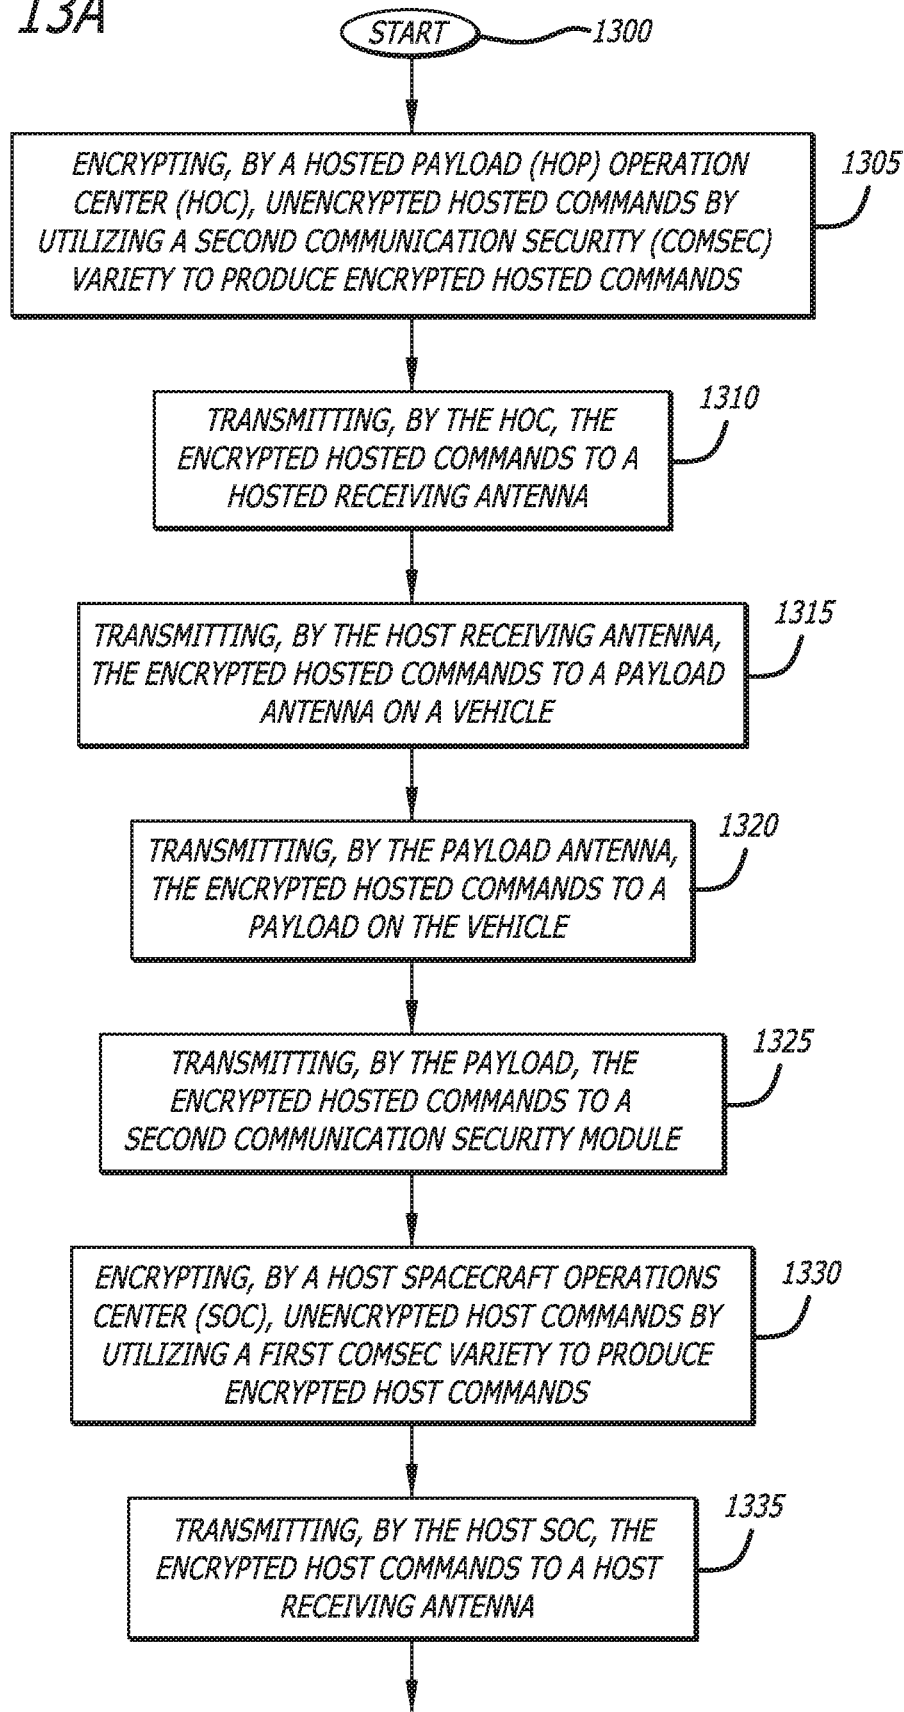 13A
START
1300
ENCRYPTING, BY A HOSTED PAYLOAD (HOP) OPERATION
CENTER (HOC), UNENCRYPTED HOSTED COMMANDS BY
UTILIZING A SECOND COMMUNICATION SECURITY (COMSEC)
VARIETY TO PRODUCE ENCRYPTED HOSTED COMMANDS
1305
TRANSMITTING, BY THE HOC, THE
ENCRYPTED HOSTED COMMANDS TO A
HOSTED RECEIVING ANTENNA
1310
TRANSMITTING, BY THE HOST RECEIVING ANTENNA,
THE ENCRYPTED HOSTED COMMANDS TO A PAYLOAD
ANTENNA ON A VEHICLE
1315
TRANSMITTING, BY THE PAYLOAD ANTENNA,
THE ENCRYPTED HOSTED COMMANDS TO A
PAYLOAD ON THE VEHICLE
1320
TRANSMITTING, BY THE PAYLOAD, THE
ENCRYPTED HOSTED COMMANDS TO A
SECOND COMMUNICATION SECURITY MODULE
1325
ENCRYPTING, BY A HOST SPACECRAFT OPERATIONS
CENTER (SOC), UNENCRYPTED HOST COMMANDS BY
UTILIZING A FIRST COMSEC VARIETY TO PRODUCE
ENCRYPTED HOST COMMANDS
1330
TRANSMITTING, BY THE HOST SOC, THE
ENCRYPTED HOST COMMANDS TO A HOST
RECEIVING ANTENNA
1335